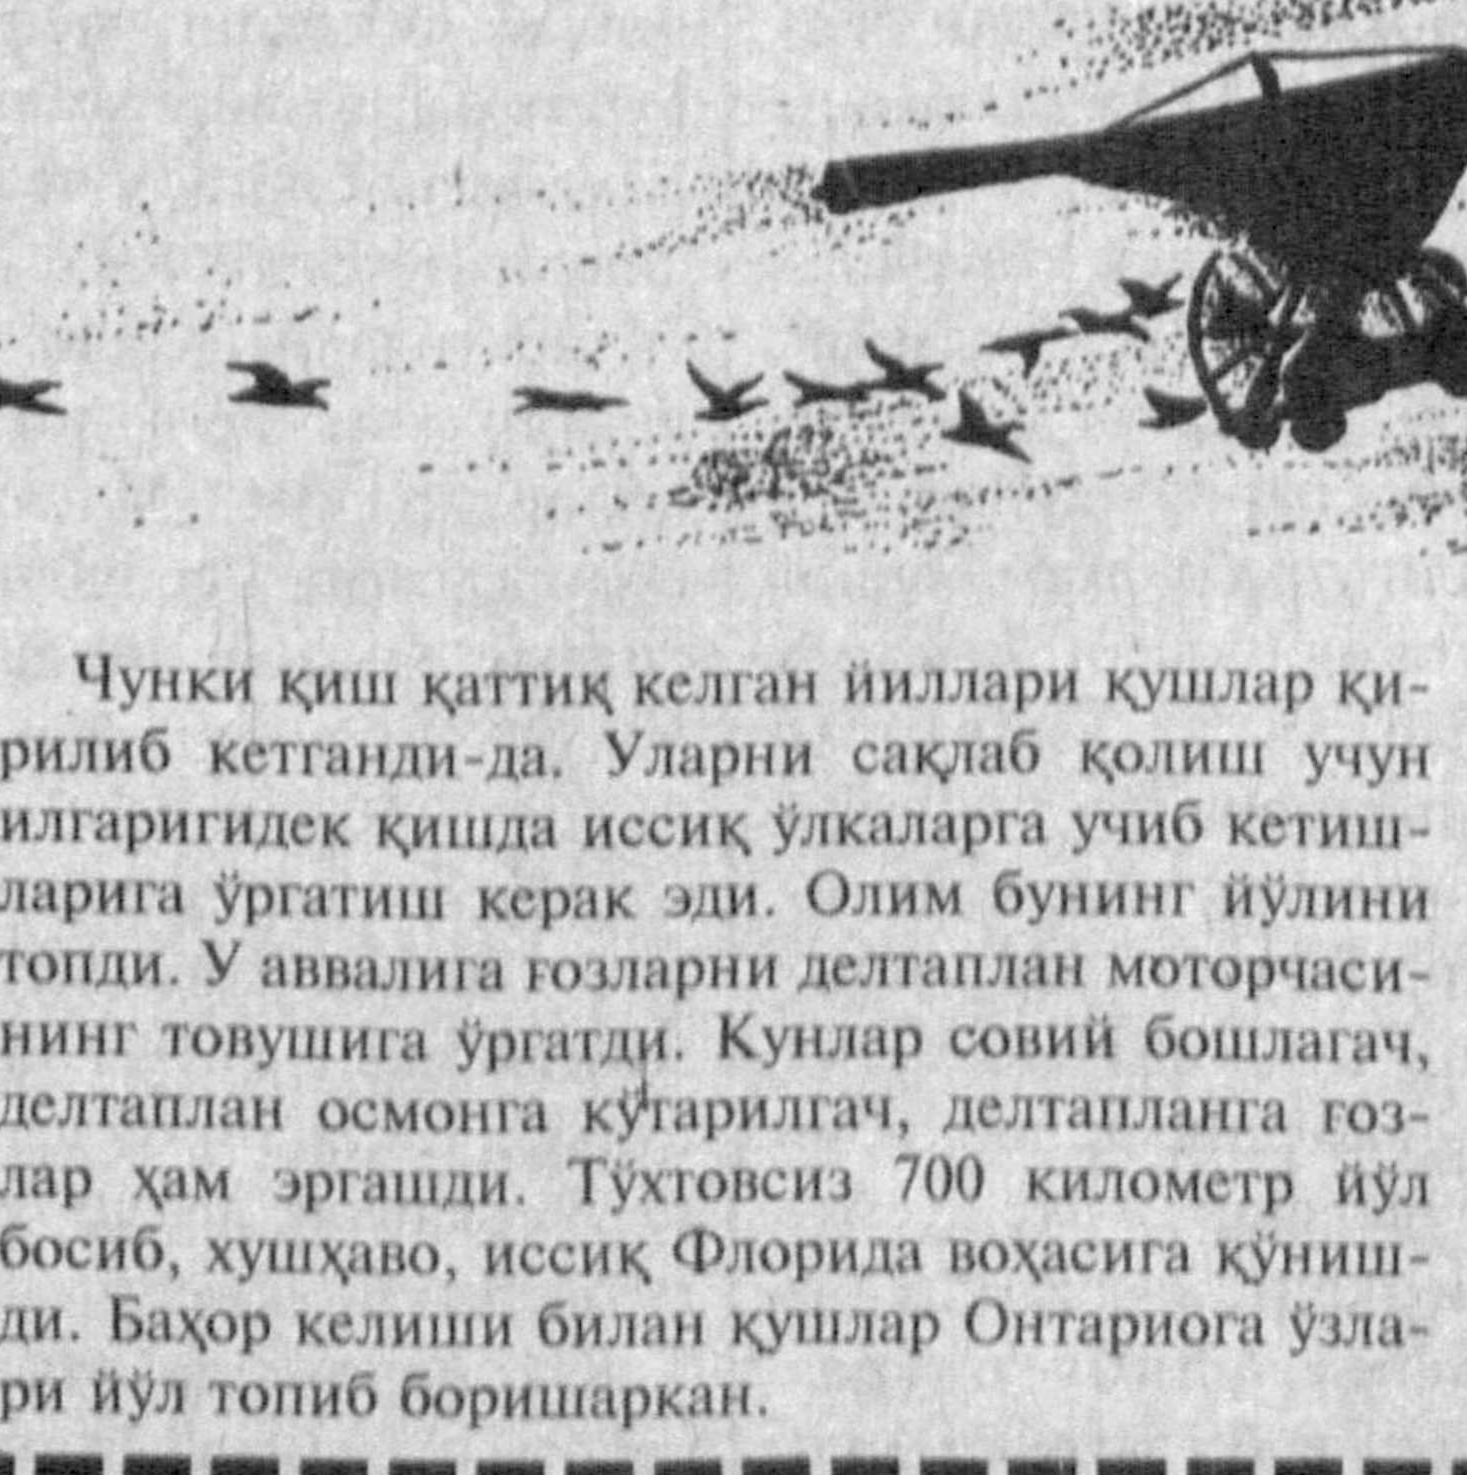 Чунки қиш қаттиқ келган йиллари қушлар қи-
рилиб кетганди-да. Уларни сақлаб қолиш учун
илгаригидек қишда иссиқ ўлкаларга учиб кетиш-
ларига ўргатиш керак эди. Олим бунинг йўлини
топди. У аввалига ғозларни делтаплан моторчаси-
нинг товушига ўргатди. Кунлар совий бошлагач,
делтаплан осмонга кўтарилгач, делтапланга ғоз-
лар ҳам эргашди. Тўхтовсиз 700 километр йўл
босиб, хушҳаво, иссиқ Флорида воҳасига қўниш-
ди. Баҳор келиши билан қушлар Онтариога ўзла-
ри йўл топиб боришаркан.